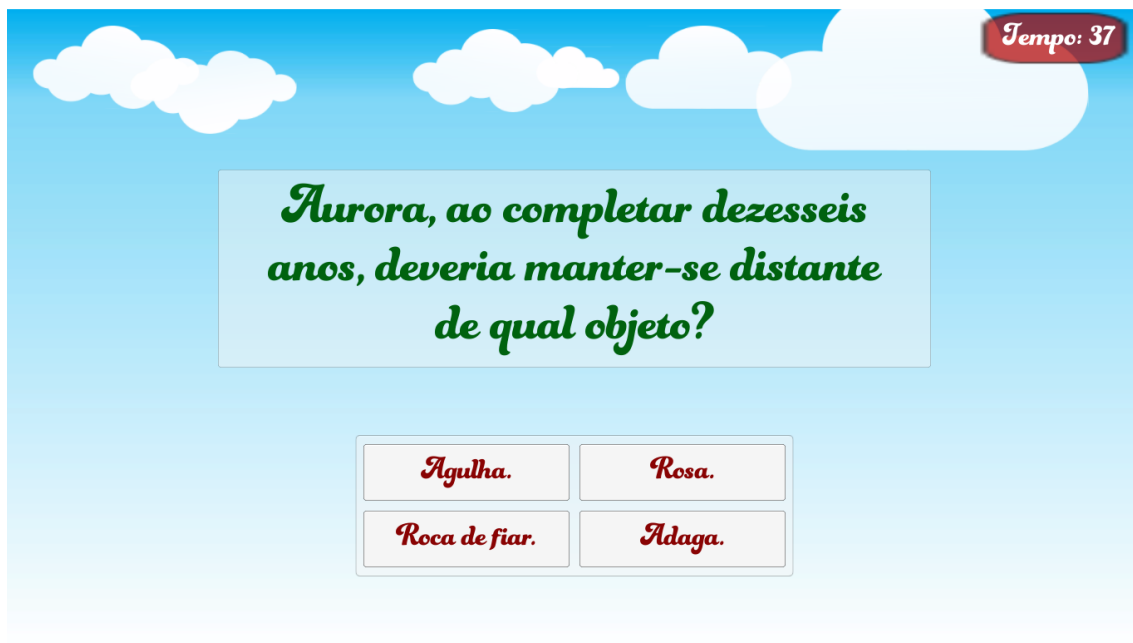 Tempo: 37
Aurora, ao completar dezesseis
anos, deveria manter-se distante
de qual objeto?
Agulha.
Rosa.
Roca de fiar.
Adaga.